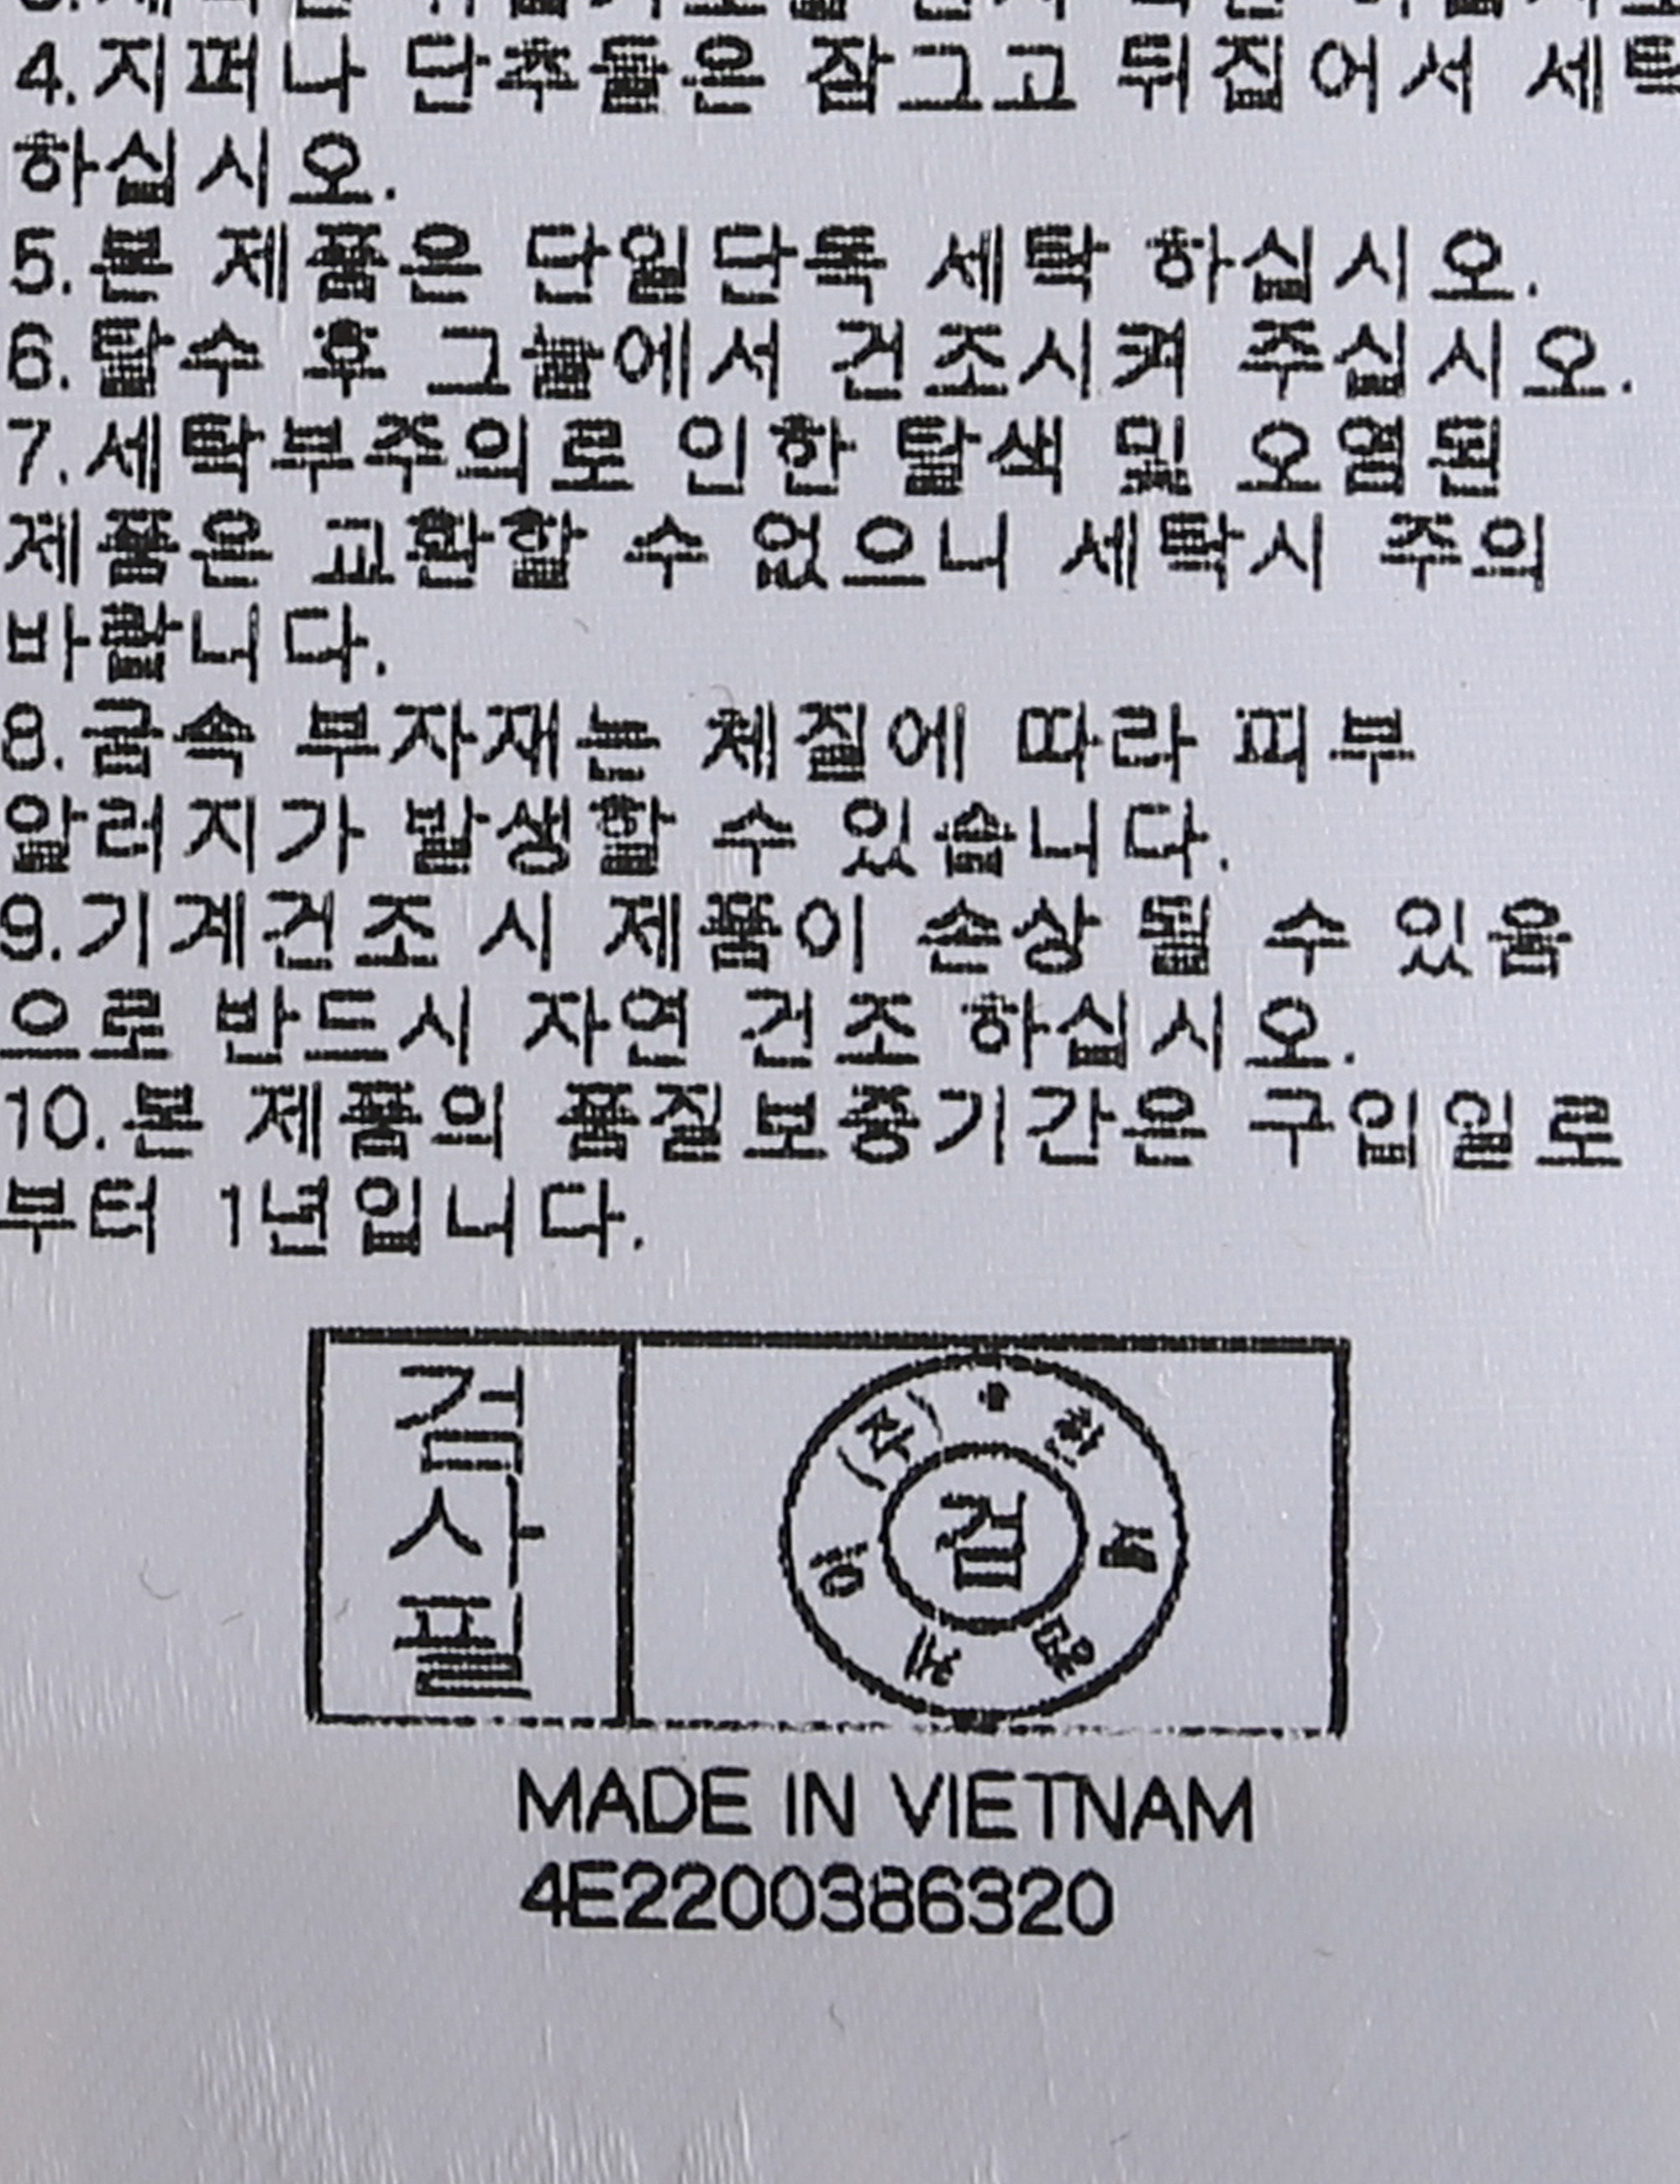 4.지퍼나 단추들은 잠그고 뒤집어서 세탁
하십시오.
5.본 제품은 단일단독 세탁 하십시오.
6.탈수 후 그늘에서 건조시켜 주십시오.
7.세탁부주의로 인한 탈색 및 오염된
제품은 교환할 수 없으니 세탁시 주의
바랍니다.
8.금속 부자재는 체질에 따라 피부
알러지가 발생할 수 있습니다.
9.기계건조 시 제품이 손상 될 수 있음
으로 반드시 자연 건조 하십시오.
10.본 제품의 품질보증기간은 구입일로
부터 1년입니다.
검사필
(주)
검
MADE IN VIETNAM
4E2200386320